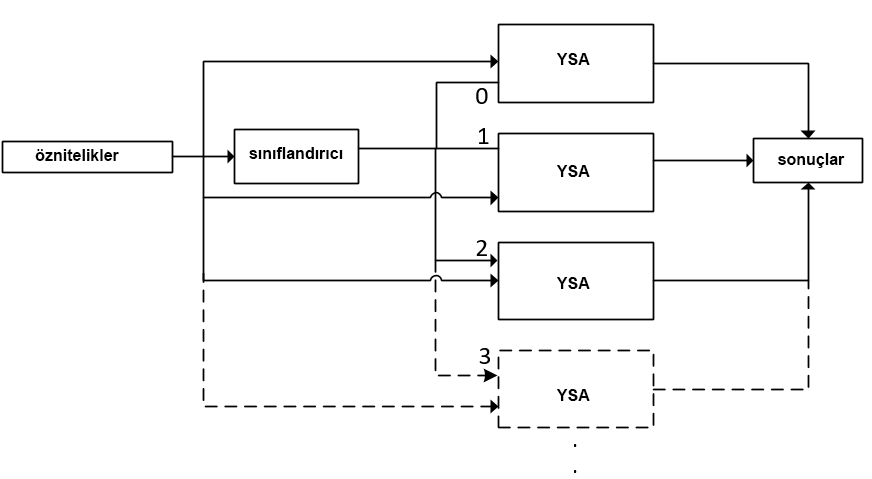 YSA
0
1
öznitelikler
sınıflandırıcı
YSA
sonuçlar
2
YSA
3
YSA
.
.